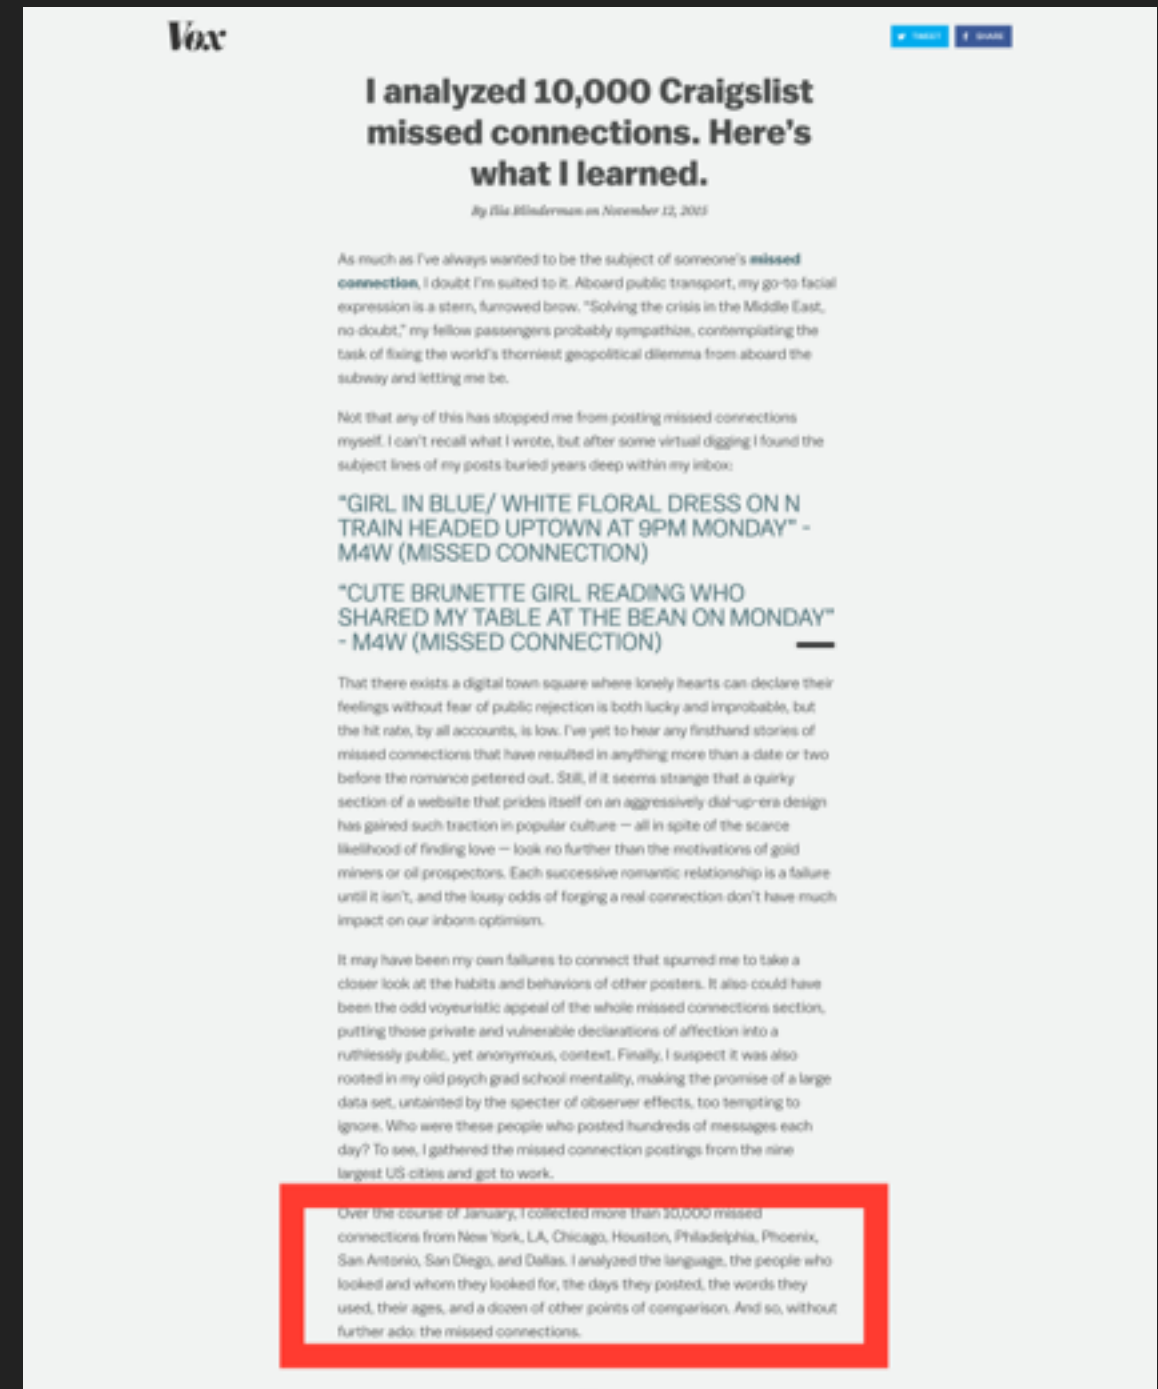 Vox
TWEET
SHARE
I analyzed 10,000 Craigslist
missed connections. Here's
what I learned.
By Ilia Blinderman on November 12, 2015
As much as I've always wanted to be the subject of someone's missed
connection, I doubt I'm suited to it. Aboard public transport, my go-to facial
expression is a stern, furrowed brow. "Solving the crisis in the Middle East,
no doubt," my fellow passengers probably sympathize, contemplating the
task of fixing the world's thorniest geopolitical dilemma from aboard the
subway and letting me be.
Not that any of this has stopped me from posting missed connections
myself. I can't recall what I wrote, but after some virtual digging I found the
subject lines of my posts buried years deep within my inbox:
"GIRL IN BLUE/ WHITE FLORAL DRESS ON N
TRAIN HEADED UPTOWN AT 9PM MONDAY" -
M4W (MISSED CONNECTION)
"CUTE BRUNETTE GIRL READING WHO
SHARED MY TABLE AT THE BEAN ON MONDAY"
- M4W (MISSED CONNECTION)
That there exists a digital town square where lonely hearts can declare their
feelings without fear of public rejection is both lucky and improbable, but
the hit rate, by all accounts, is low. I've yet to hear any firsthand stories of
missed connections that have resulted in anything more than a date or two
before the romance petered out. Still, if it seems strange that a quirky
section of a website that prides itself on an aggressively dial-up-era design
has gained such traction in popular culture — all in spite of the scarce
likelihood of finding love — look no further than the motivations of gold
miners or oil prospectors. Each successive romantic relationship is a failure
until it isn't, and the lousy odds of forging a real connection don't have much
impact on our inborn optimism.
It may have been my own failures to connect that spurred me to take a
closer look at the habits and behaviors of other posters. It also could have
been the odd voyeuristic appeal of the whole missed connections section,
putting those private and vulnerable declarations of affection into a
ruthlessly public, yet anonymous, context. Finally, I suspect it was also
rooted in my old psych grad school mentality, making the promise of a large
data set, untainted by the specter of observer effects, too tempting to
ignore. Who were these people who posted hundreds of messages each
day? To see, I gathered the missed connection postings from the nine
largest US cities and got to work.
Over the course of January, I collected more than 10,000 missed
connections from New York, LA, Chicago, Houston, Philadelphia, Phoenix,
San Antonio, San Diego, and Dallas. I analyzed the language, the people who
looked and whom they looked for, the days they posted, the words they
used, their ages, and a dozen of other points of comparison. And so, without
further ado: the missed connections.